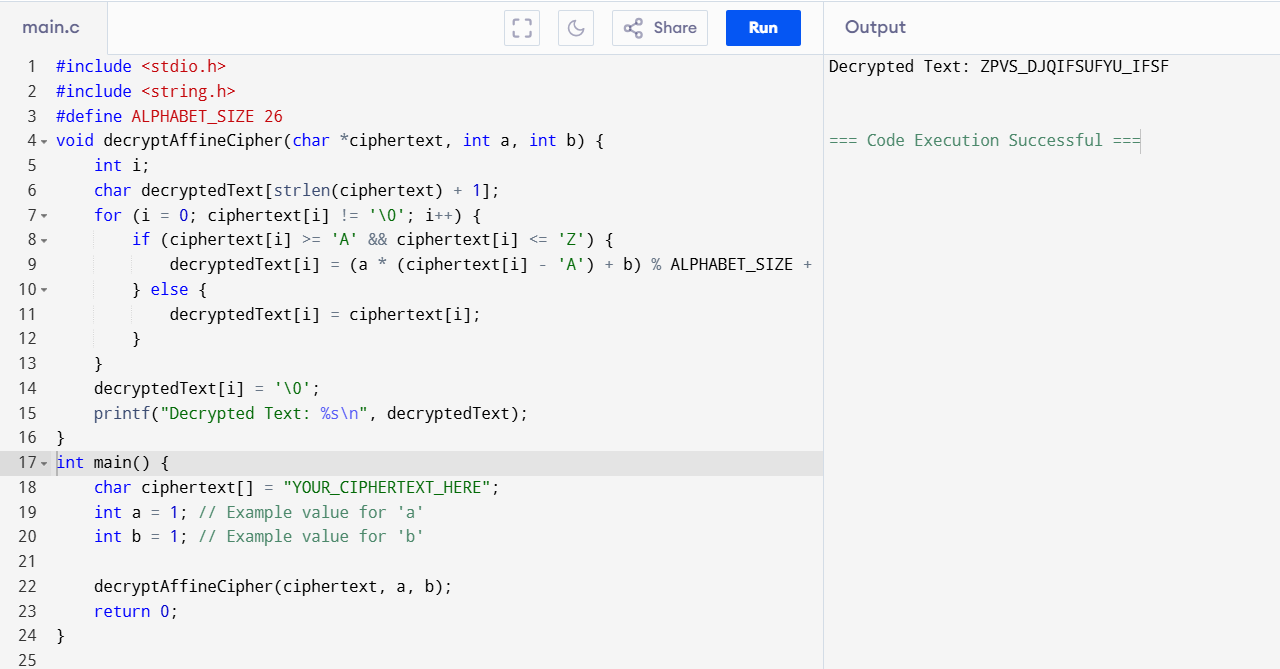 main.c
Share
Run
Output
1 #include <stdio.h>
2 #include <string.h>
3 #define ALPHABET_SIZE 26
4 void decryptAffineCipher(char *ciphertext, int a, int b) {
5     int i;
6     char decryptedText[strlen(ciphertext) + 1];
7     for (i = 0; ciphertext[i] != '\0'; i++) {
8         if (ciphertext[i] >= 'A' && ciphertext[i] <= 'Z') {
9             decryptedText[i] = (a * (ciphertext[i] - 'A') + b) % ALPHABET_SIZE +
10         } else {
11             decryptedText[i] = ciphertext[i];
12         }
13     }
14     decryptedText[i] = '\0';
15     printf("Decrypted Text: %s\n", decryptedText);
16 }
17 int main() {
18     char ciphertext[] = "YOUR_CIPHERTEXT_HERE";
19     int a = 1; // Example value for 'a'
20     int b = 1; // Example value for 'b'
21
22     decryptAffineCipher(ciphertext, a, b);
23     return 0;
24 }
25
Decrypted Text: ZPVS_DJQIFSUFYU_IFSF
=== Code Execution Successful ===